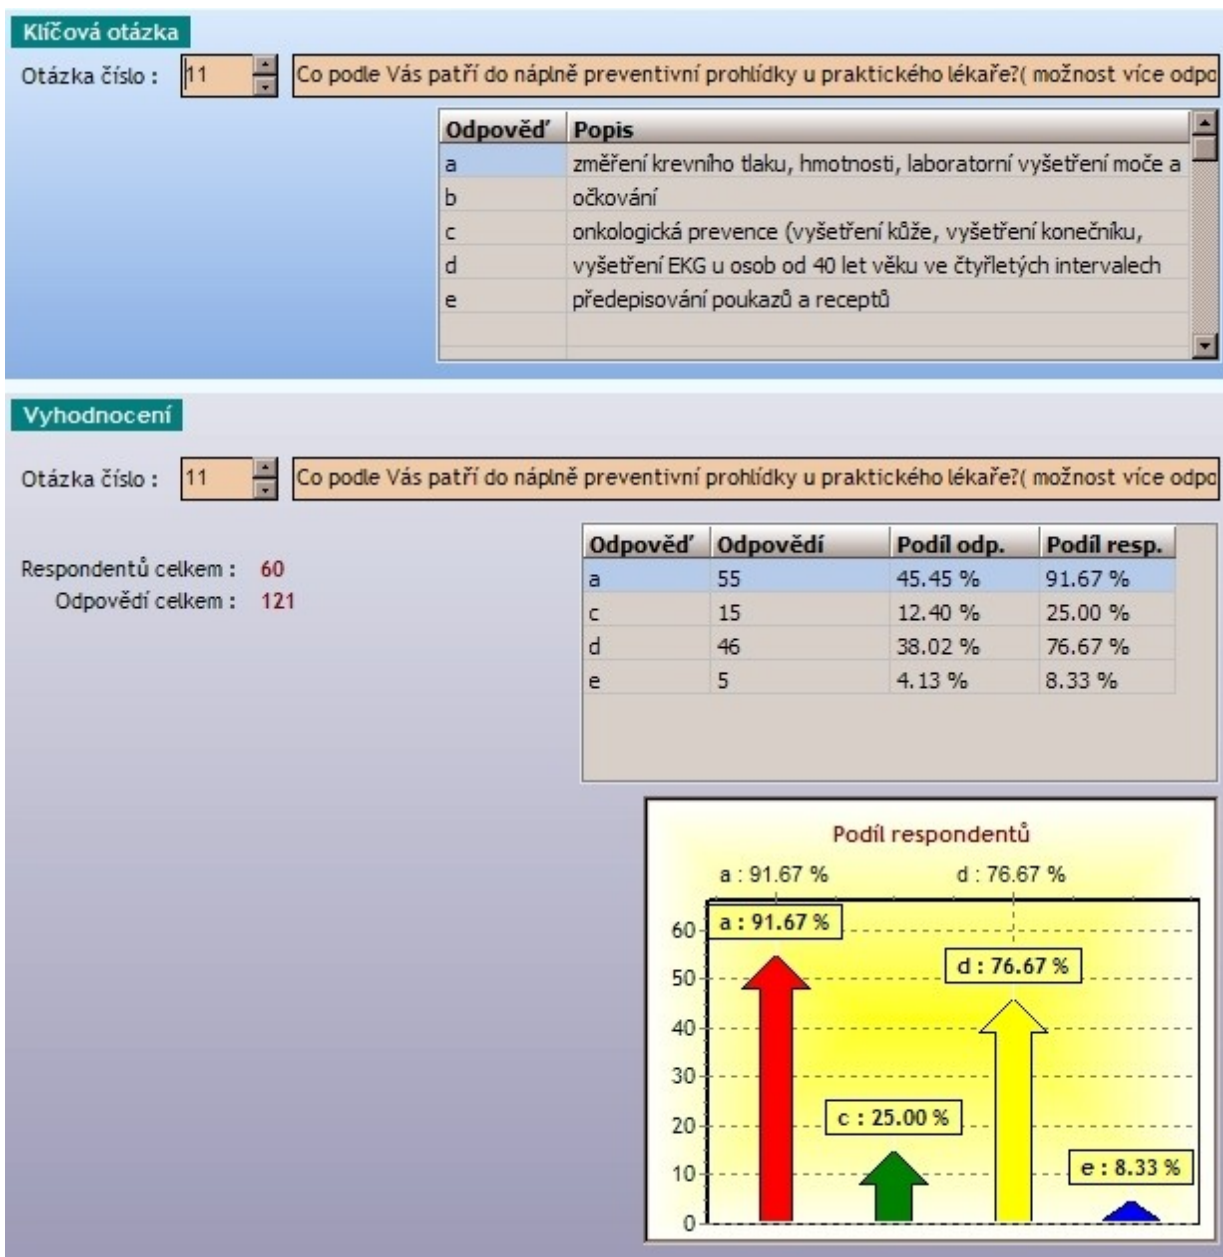 Klíčová otázka
Otázka číslo : 11 Co podle Vás patří do náplně preventivní prohlídky u praktického lékaře?( možnost více odpo
Odpověď Popis
a změření krevního tlaku, hmotnosti, laboratorní vyšetření moče a
b očkování
c onkologická prevence (vyšetření kůže, vyšetření konečníku,
d vyšetření EKG u osob od 40 let věku ve čtyřletých intervalech
e předepisování poukazů a receptů
Vyhodnocení
Otázka číslo : 11 Co podle Vás patří do náplně preventivní prohlídky u praktického lékaře?( možnost více odpo
Respondentů celkem : 60
Odpovědí celkem : 121
Odpověď Odpovědí Podíl odp. Podíl resp.
a 55 45.45 % 91.67 %
c 15 12.40 % 25.00 %
d 46 38.02 % 76.67 %
e 5 4.13 % 8.33 %
Podíl respondentů
a : 91.67 % d : 76.67 %
60 a : 91.67 %
d : 76.67 %
50
40
30
c : 25.00 %
20
e : 8.33 %
10
0